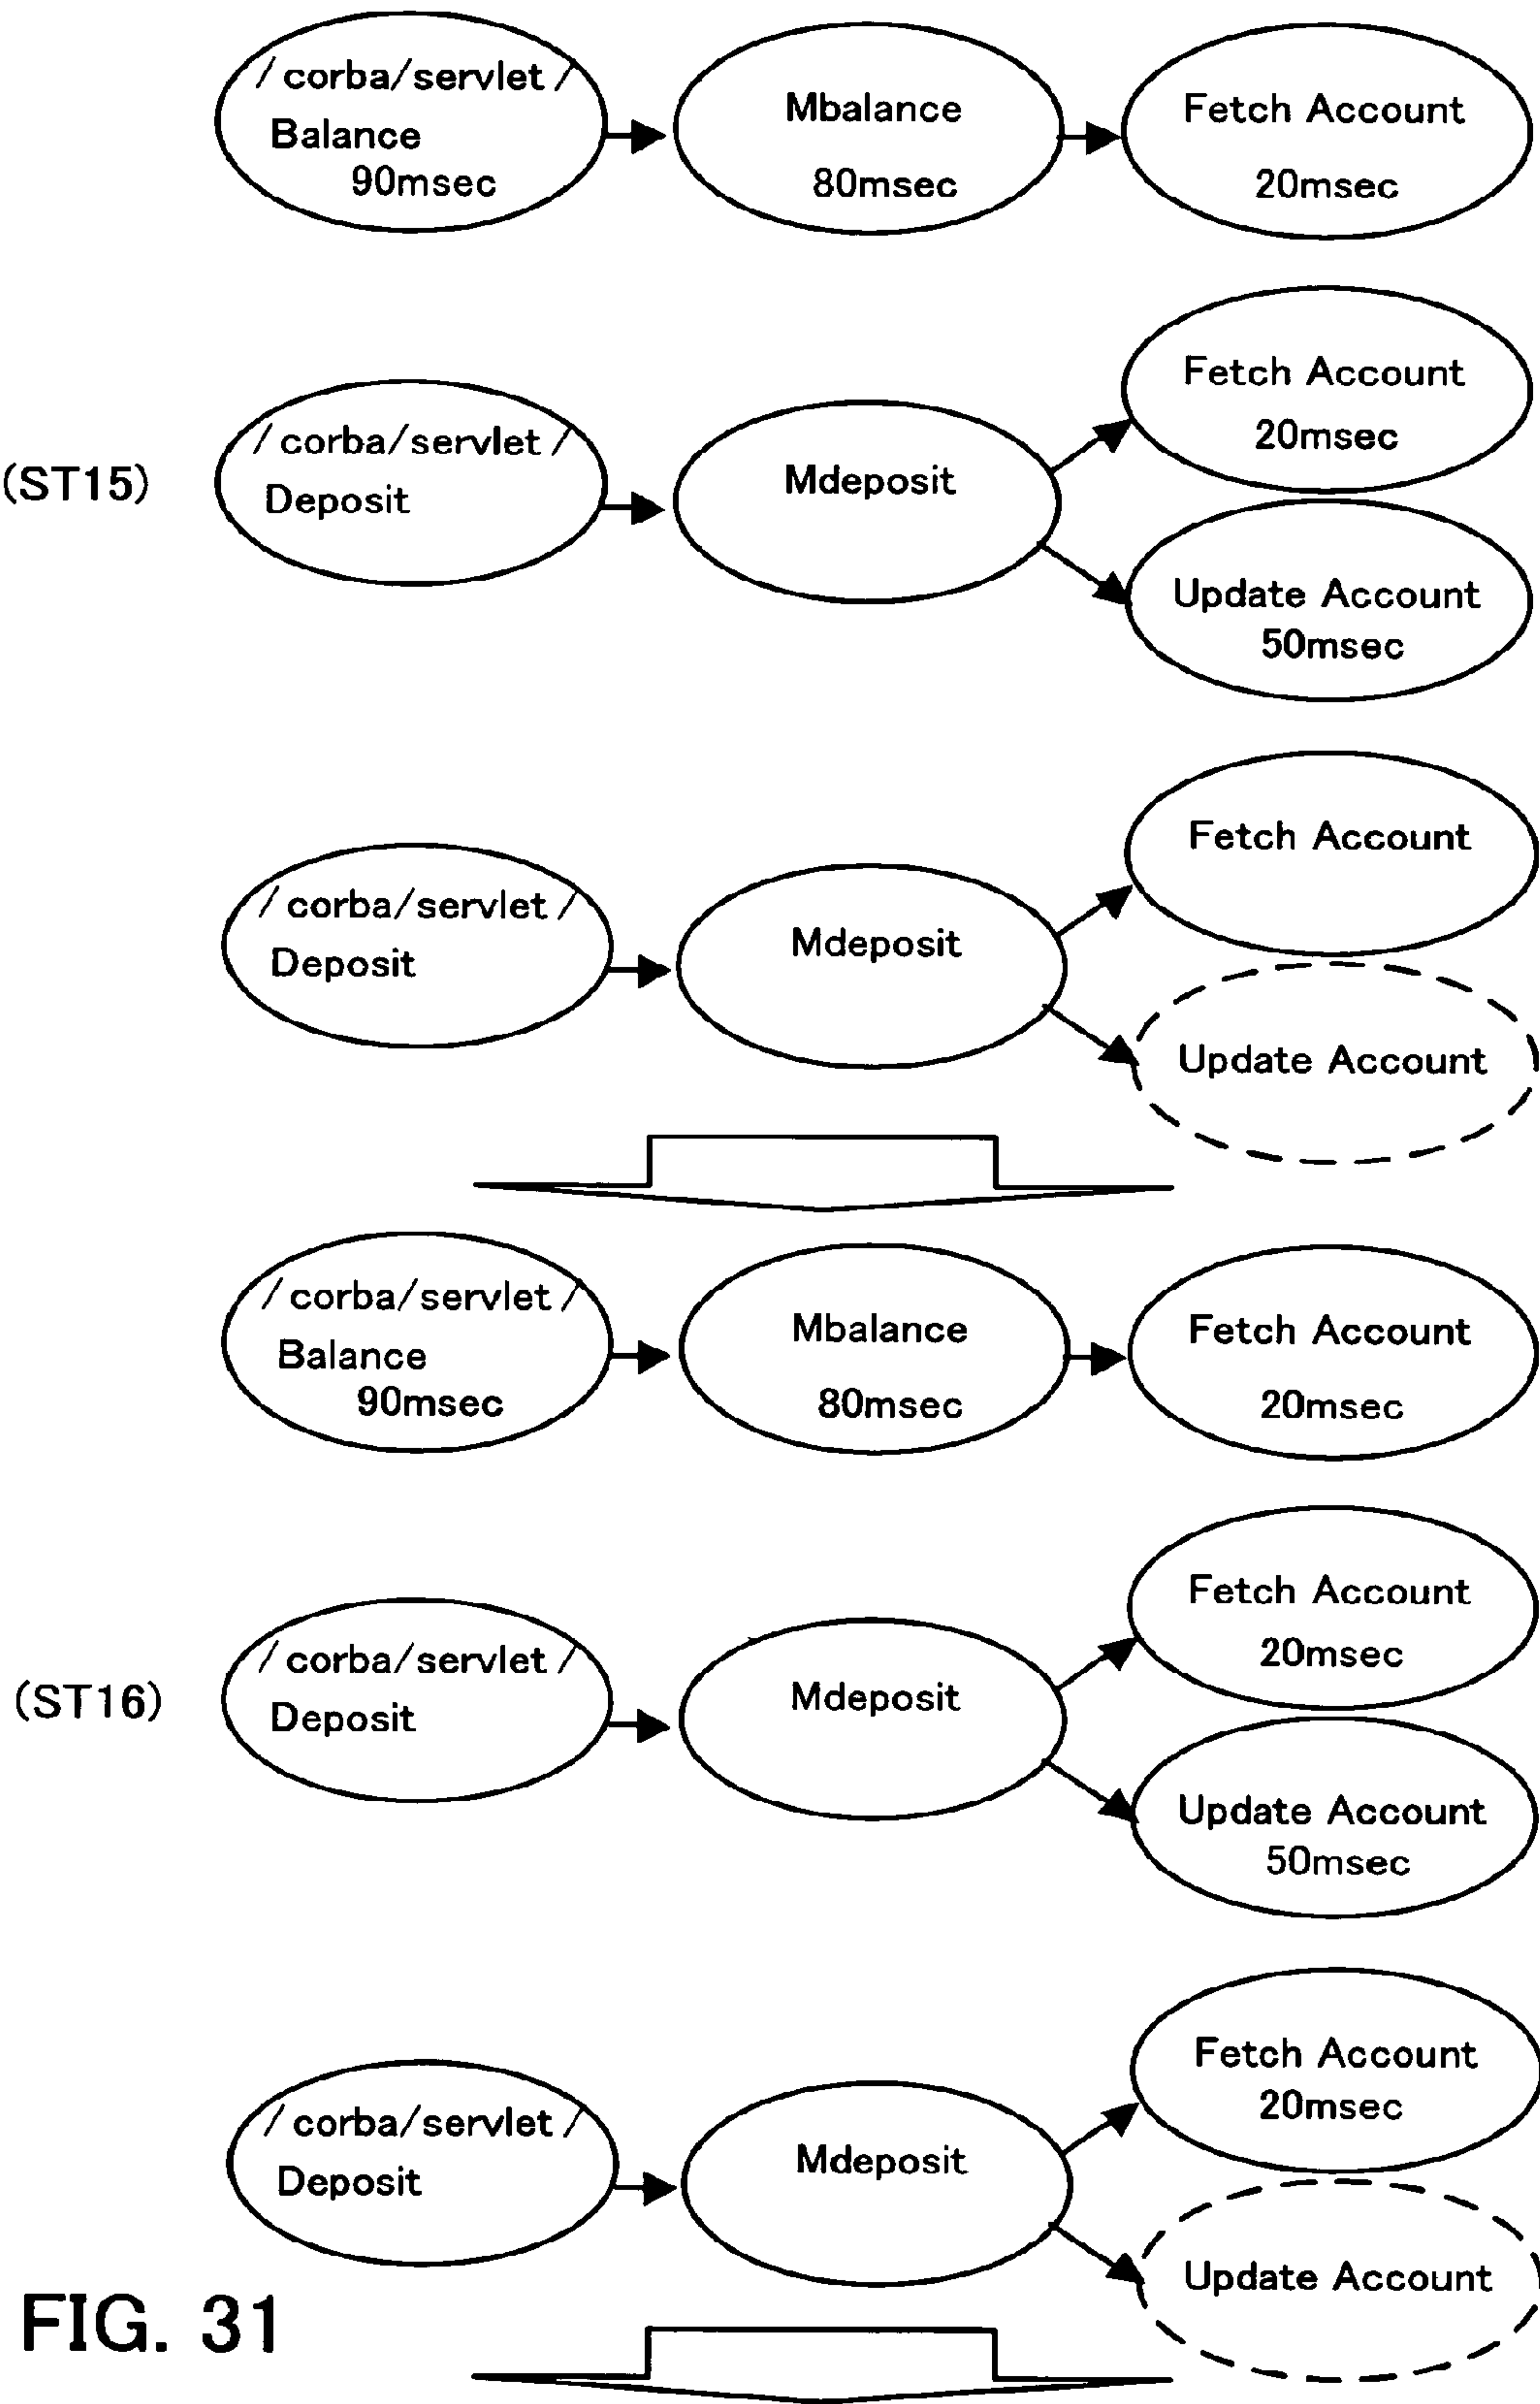 /corba/servlet/
Balance
90msec
Mbalance
80msec
Fetch Account
20msec
(ST15)
/corba/servlet/
Deposit
Mdeposit
Fetch Account
20msec
Update Account
50msec
/corba/servlet/
Deposit
Mdeposit
Fetch Account
Update Account
/corba/servlet/
Balance
90msec
Mbalance
80msec
Fetch Account
20msec
(ST16)
/corba/servlet/
Deposit
Mdeposit
Fetch Account
20msec
Update Account
50msec
/corba/servlet/
Deposit
Mdeposit
Fetch Account
20msec
Update Account
FIG. 31